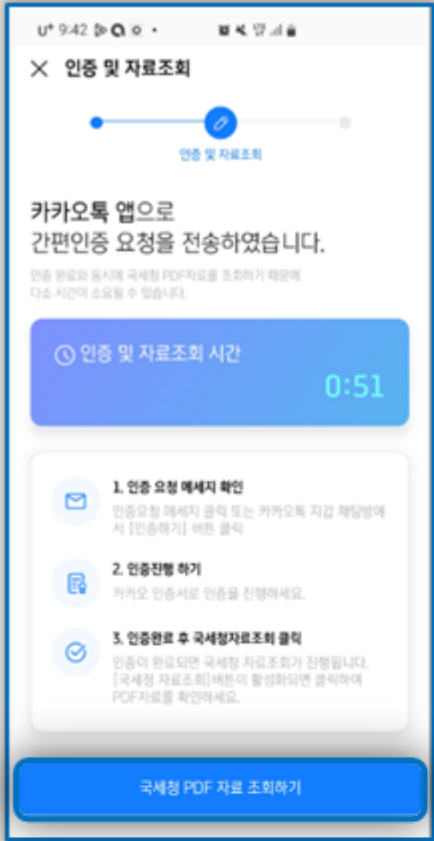 U⁺ 9:42
인증 및 자료조회
인증 및 자료조회
카카오톡 앱으로
간편인증 요청을 전송하였습니다.
인증 완료와 동시에 국세청 PDF자료를 조회하기 때문에
다소 시간이 소요될 수 있습니다.
인증 및 자료조회 시간
0:51
1. 인증 요청 메세지 확인
인증요청 메세지 클릭 또는 카카오톡 지갑 채팅방에
서 [인증하기] 버튼 클릭
2. 인증진행 하기
카카오 인증서로 인증을 진행하세요.
3. 인증완료 후 국세청자료조회 클릭
인증이 완료되면 국세청 자료조회가 진행됩니다.
[국세청 자료조회]버튼이 활성화되면 클릭하여
PDF자료를 확인하세요.
국세청 PDF 자료 조회하기